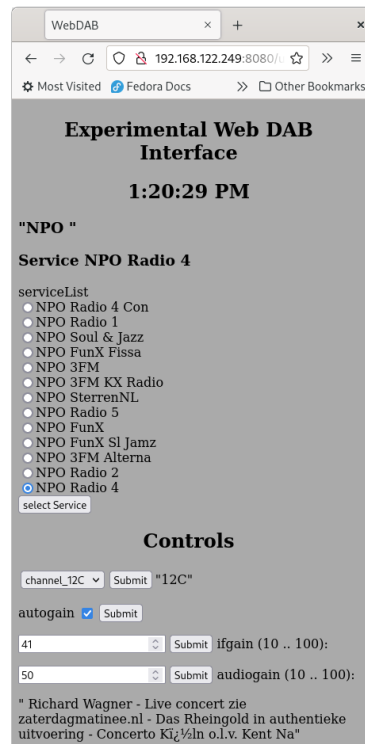 WebDAB
192.168.122.249:8080/
Most Visited Fedora Docs Other Bookmarks
Experimental Web DAB
Interface
1:20:29 PM
"NPO "
Service NPO Radio 4
serviceList
NPO Radio 4 Con
NPO Radio 1
NPO Soul & Jazz
NPO FunX Fissa
NPO 3FM
NPO 3FM KX Radio
NPO SterrenNL
NPO Radio 5
NPO FunX
NPO FunX Sl Jamz
NPO 3FM Alterna
NPO Radio 2
NPO Radio 4
select Service
Controls
channel_12C Submit "12C"
autogain Submit
41 Submit ifgain (10 .. 100):
50 Submit audiogain (10 .. 100):
" Richard Wagner - Live concert zie
zaterdagmatinee.nl - Das Rheingold in authentieke
uitvoering - Concerto Kï¿½ln o.l.v. Kent Na"